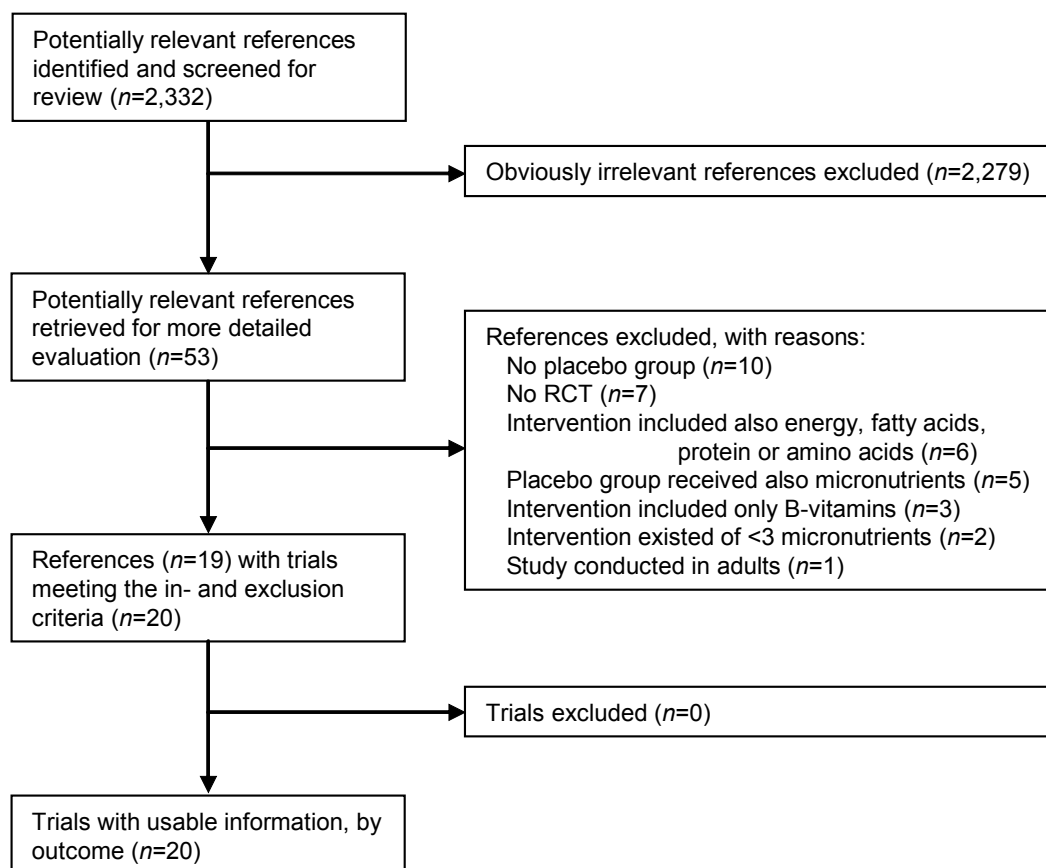 Potentially relevant references
identified and screened for
review (n=2,332)
Obviously irrelevant references excluded (n=2,279)
Potentially relevant references
retrieved for more detailed
evaluation (n=53)
References excluded, with reasons:
No placebo group (n=10)
No RCT (n=7)
Intervention included also energy, fatty acids,
protein or amino acids (n=6)
Placebo group received also micronutrients (n=5)
Intervention included only B-vitamins (n=3)
Intervention existed of <3 micronutrients (n=2)
Study conducted in adults (n=1)
References (n=19) with trials
meeting the in- and exclusion
criteria (n=20)
Trials excluded (n=0)
Trials with usable information, by
outcome (n=20)